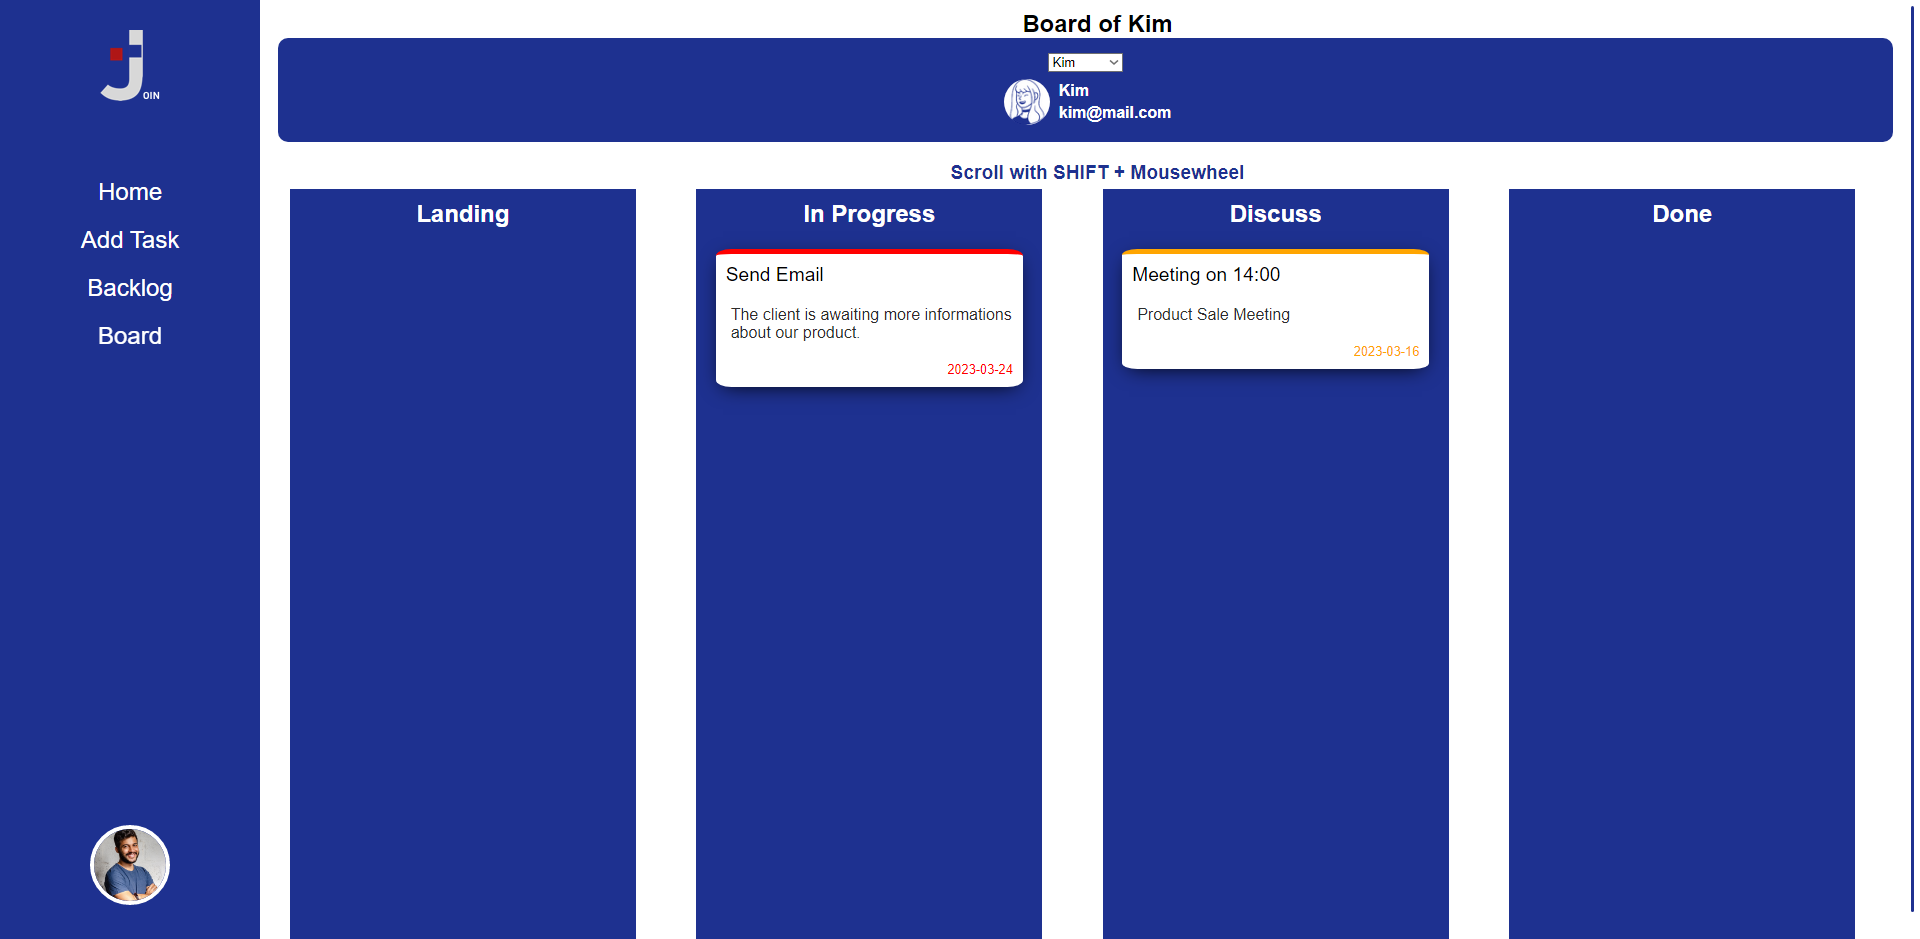 OIN
Home
Add Task
Backlog
Board
Board of Kim
Kim
Kim
kim@mail.com
Scroll with SHIFT + Mousewheel
Landing
In Progress
Send Email
The client is awaiting more informations
about our product.
2023-03-24
Discuss
Meeting on 14:00
Product Sale Meeting
2023-03-16
Done